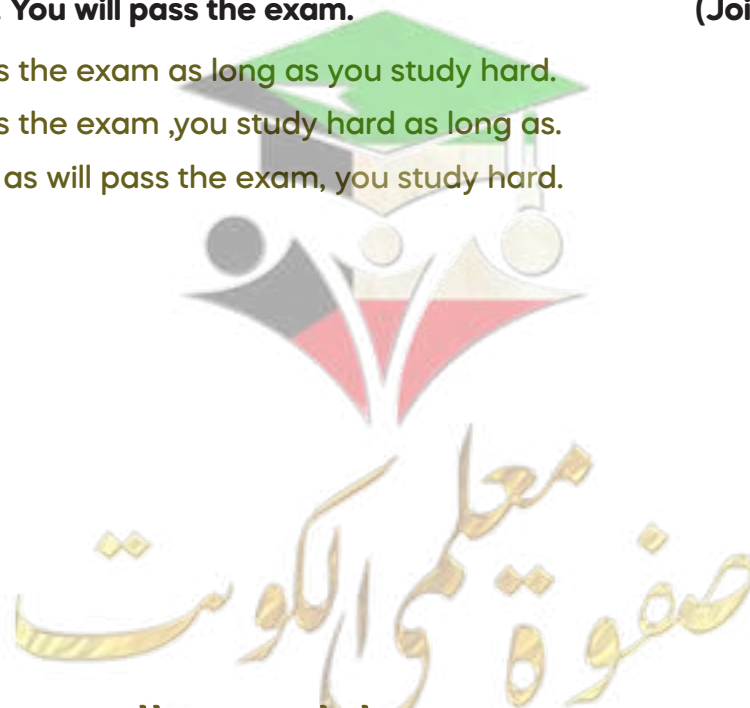 You will pass the exam. (Joi
s the exam as long as you study hard.
s the exam ,you study hard as long as.
as will pass the exam, you study hard.
صفوة معلمي الكويت